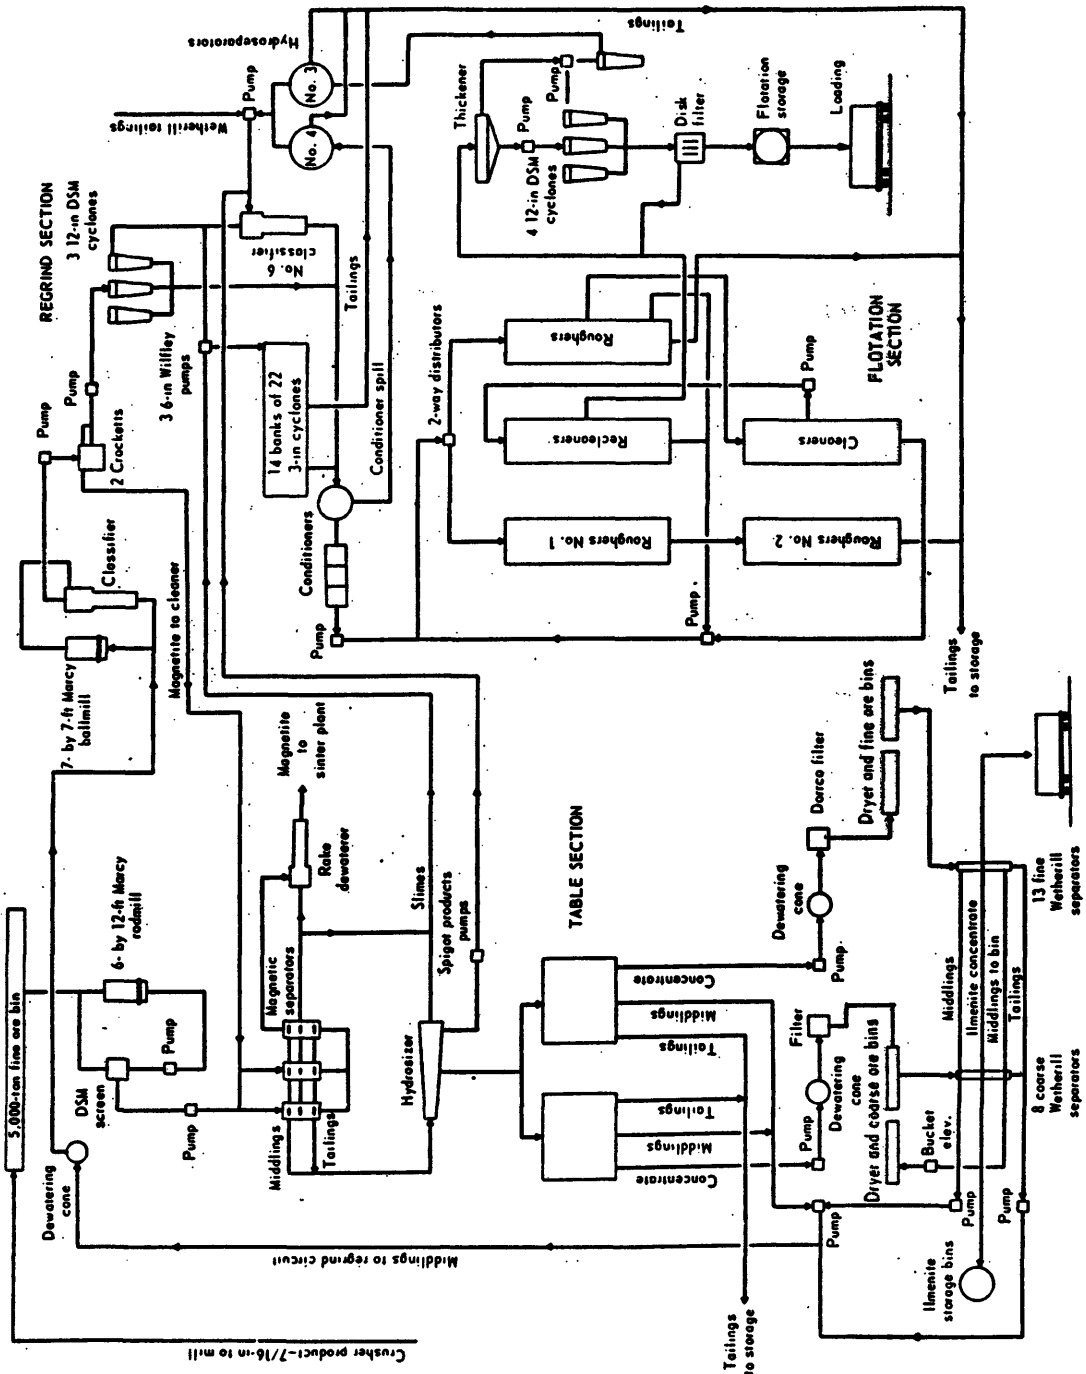 Crusher product-7/16-in to mill
5,000-ton fine ore bin
Dewatering
cone
DSM
screen
6- by 12-ft Marcy
rodmill
Pump
Pump
Middlings
Tailings
Magnetic
separators
Rake
dewaterer
Magnetite
to
sinter plant
Magnetite to cleaner
7- by 7-ft Marcy
ballmill
Classifier
Pump
2 Crocketts
Pump
REGRIND SECTION
3 12-in DSM
cyclones
3 6-in Wilfley
pumps
14 banks of 22
3-in cyclones
No. 6
classifier
Wetherill tailings
Pump
Hydroseparators
No. 3
No. 4
Tailings
Tailings
Conditioner spill
Conditioners
Pump
Hydrosizer
Slimes
Spigot products
pumps
TABLE SECTION
Tailings
Middlings
Concentrate
Concentrate
Middlings
Tailings
Middlings to regrind circuit
Tailings
to storage
Pump
Pump
Dewatering
cone
Filter
Dryer and coarse ore bins
Bucket
elev.
Pump
Dewatering
cone
Dorrco filter
Dryer and fine ore bins
Middlings
Ilmenite concentrate
Middlings to bin
Tailings
Pump
Pump
Ilmenite
storage bins
8 coarse
Wetherill
separators
13 fine
Wetherill
separators
2-way distributors
Roughers No. 1
Roughers No. 2
Recleaners
Cleaners
Roughers
Pump
Pump
FLOTATION
SECTION
Tailings
to storage
Thickener
Pump
Pump
4 12-in DSM
cyclones
Disk
filter
Flotation
storage
Loading